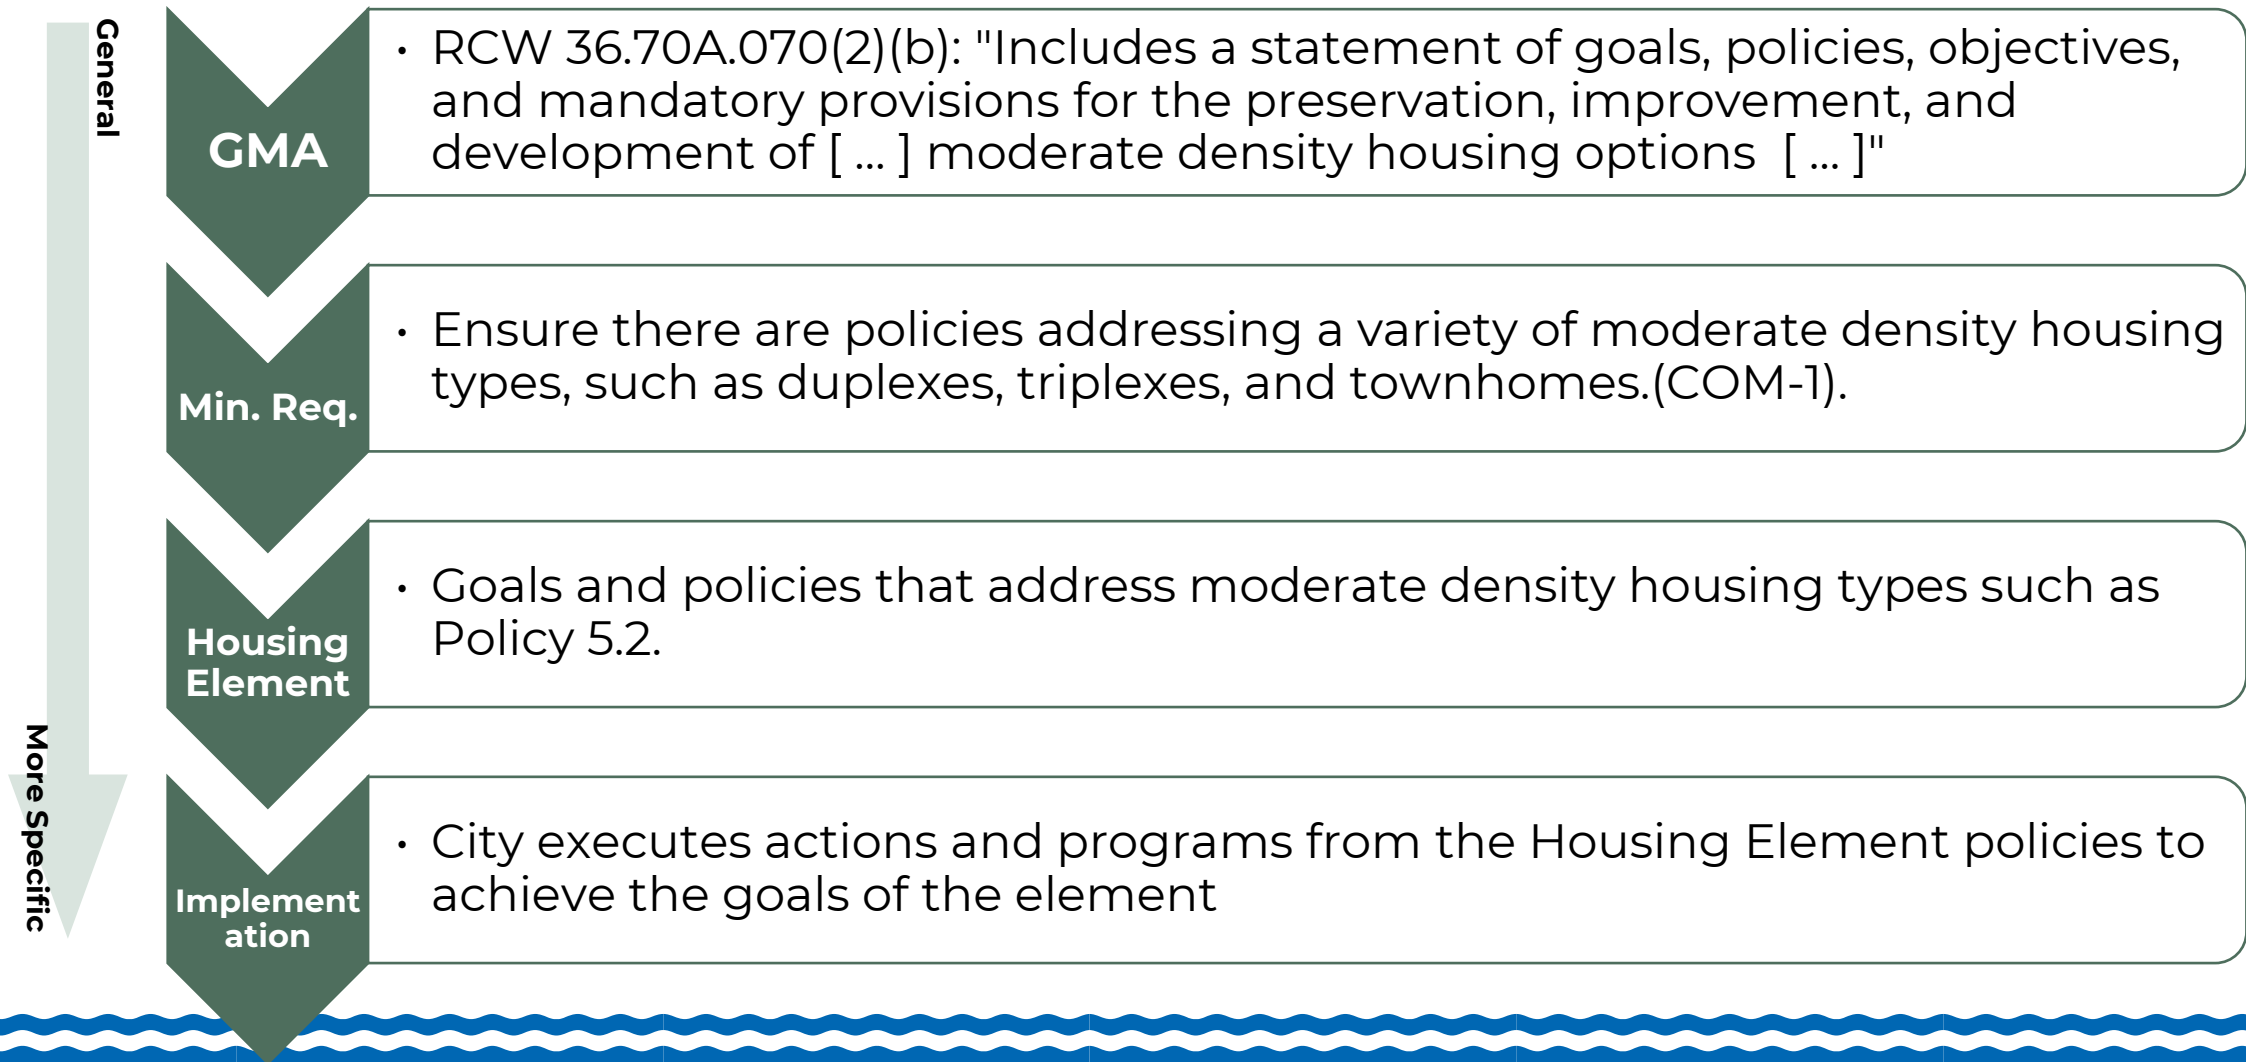 General
GMA
• RCW 36.70A.070(2)(b): "Includes a statement of goals, policies, objectives,
and mandatory provisions for the preservation, improvement, and
development of [ ... ] moderate density housing options  [ ... ]"
Min. Req.
• Ensure there are policies addressing a variety of moderate density housing
types, such as duplexes, triplexes, and townhomes.(COM-1).
Housing
Element
• Goals and policies that address moderate density housing types such as
Policy 5.2.
More Specific
Implement
ation
• City executes actions and programs from the Housing Element policies to
achieve the goals of the element